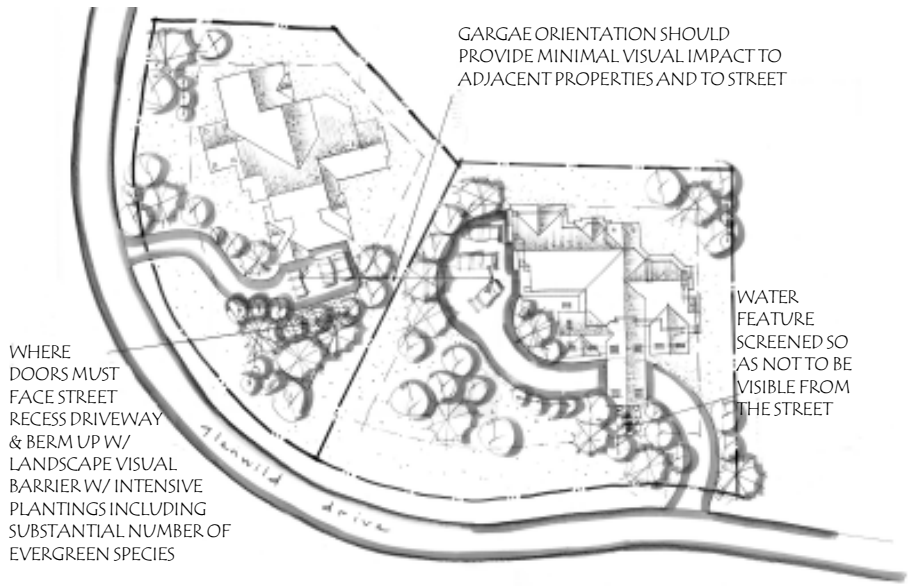 GARGAE ORIENTATION SHOULD
PROVIDE MINIMAL VISUAL IMPACT TO
ADJACENT PROPERTIES AND TO STREET
WATER
FEATURE
SCREENED SO
AS NOT TO BE
VISIBLE FROM
THE STREET
WHERE
DOORS MUST
FACE STREET
RECESS DRIVEWAY
& BERM UP W/
LANDSCAPE VISUAL
BARRIER W/ INTENSIVE
PLANTINGS INCLUDING
SUBSTANTIAL NUMBER OF
EVERGREEN SPECIES
glenwild drive